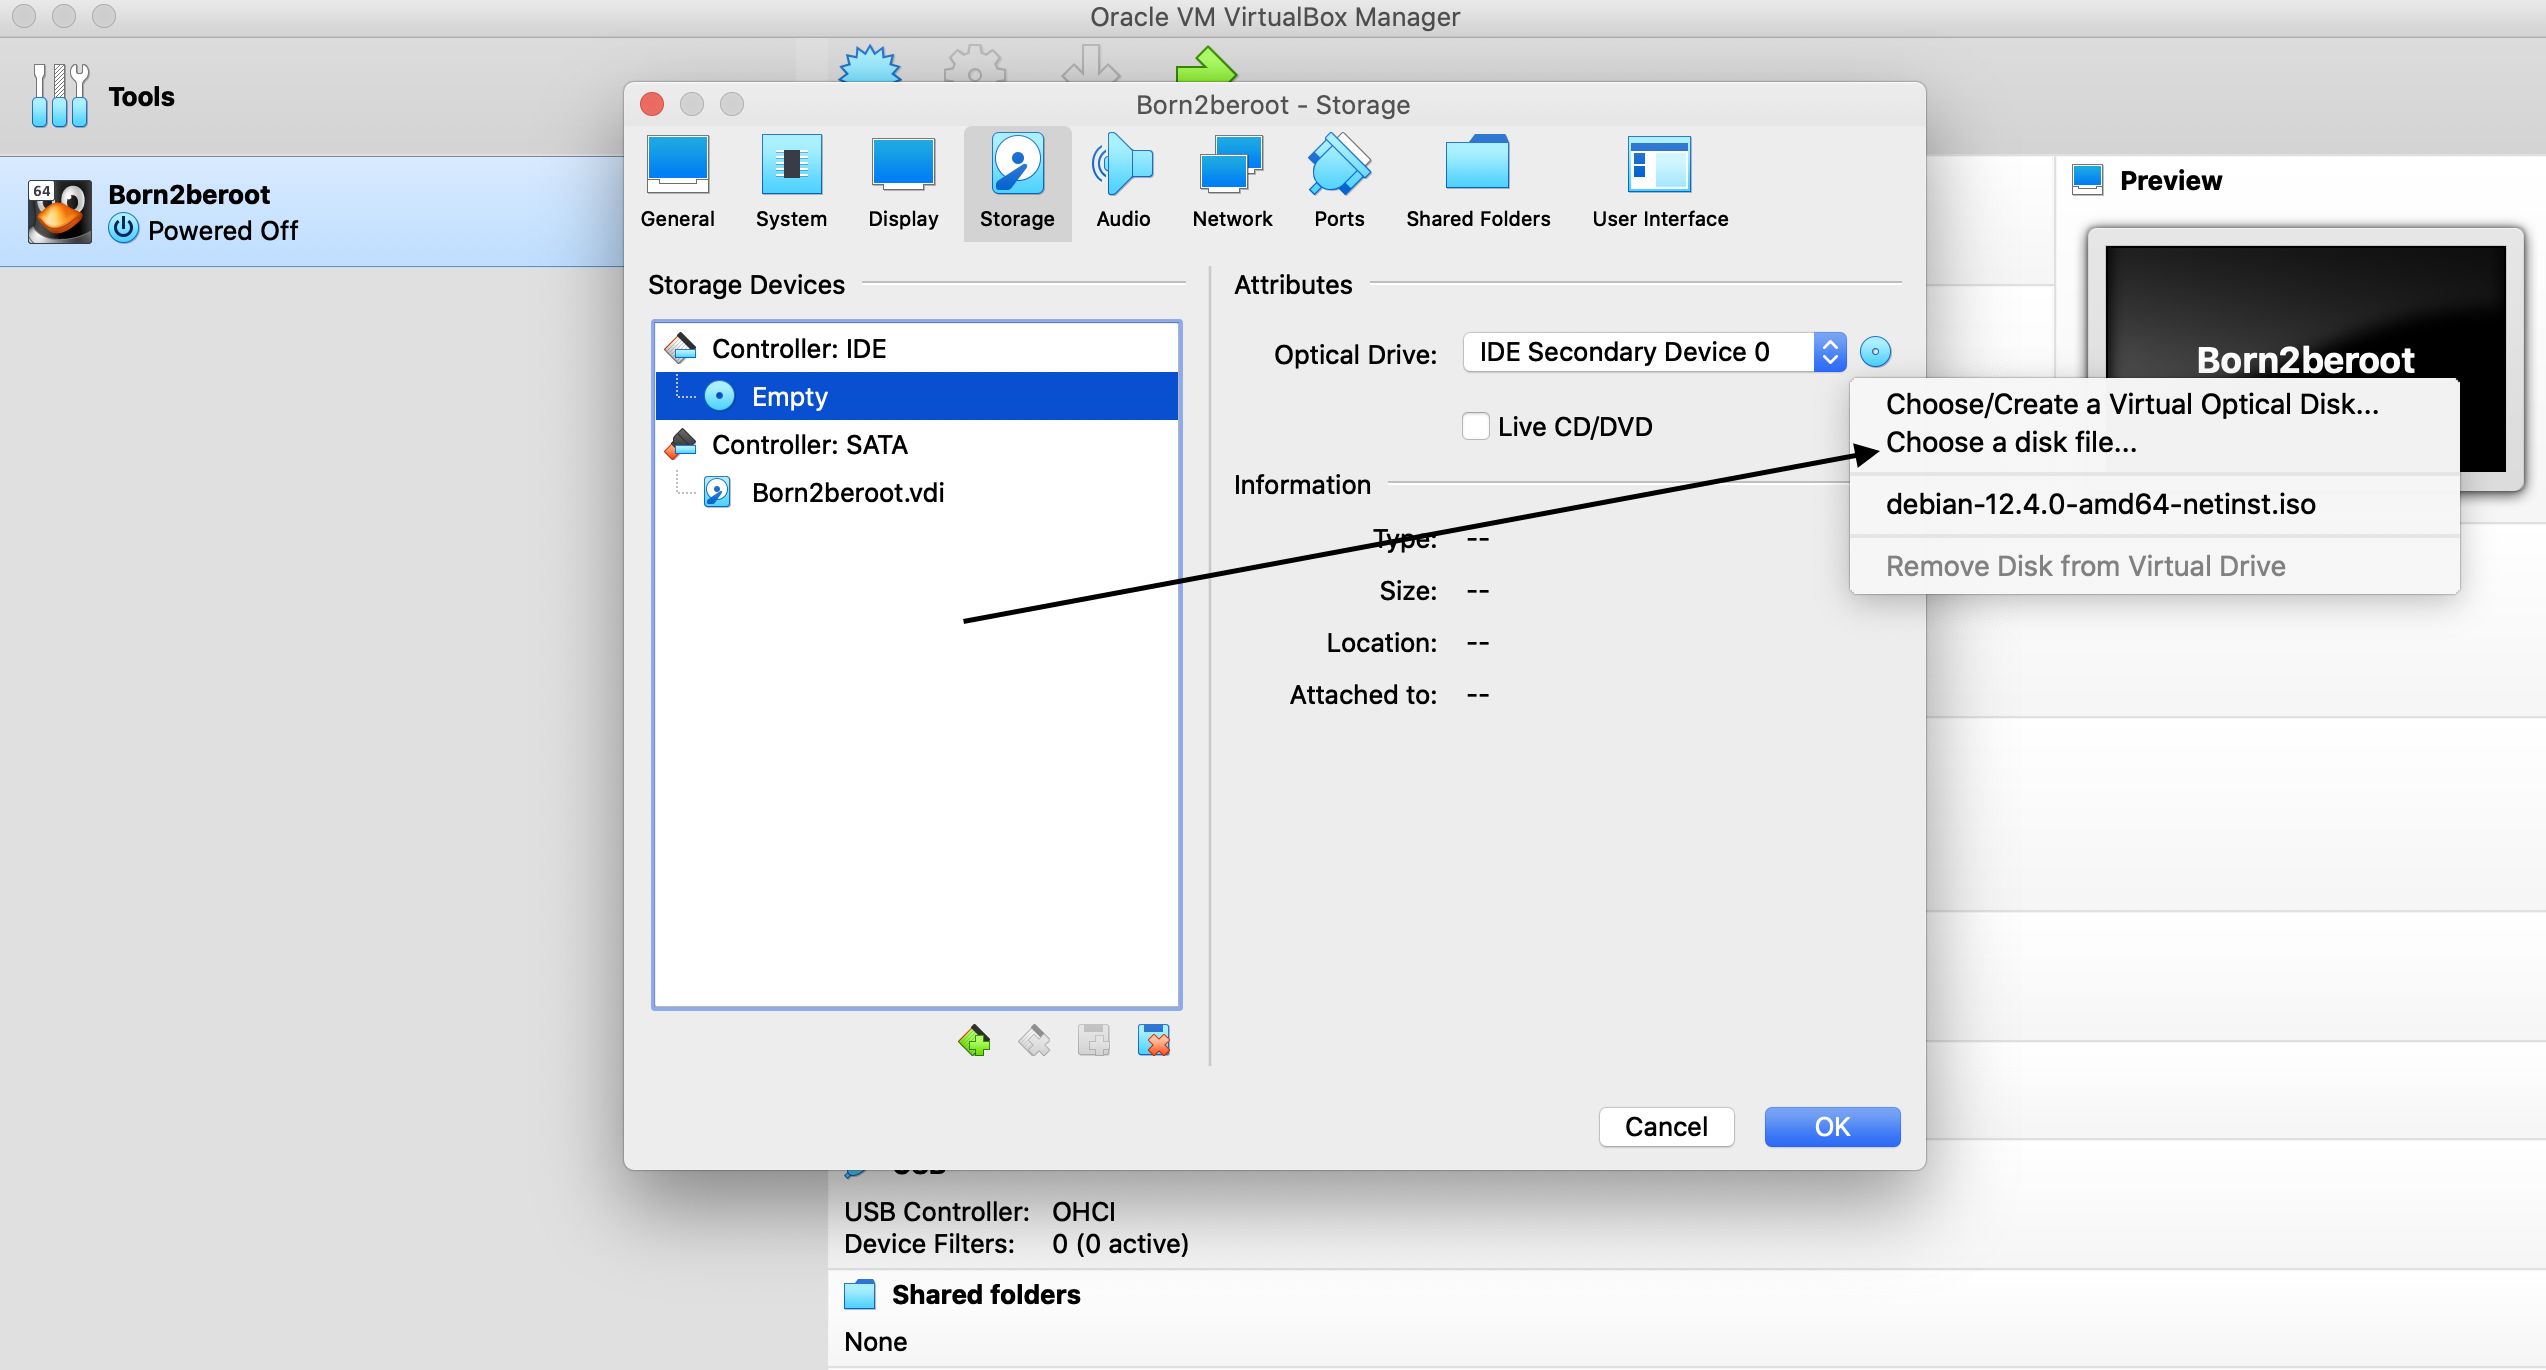 Oracle VM VirtualBox Manager
Tools
64
Born2beroot
Powered Off
Born2beroot - Storage
General
System
Display
Storage
Audio
Network
Ports
Shared Folders
User Interface
Storage Devices
Controller: IDE
Empty
Controller: SATA
Born2beroot.vdi
Attributes
Optical Drive: IDE Secondary Device 0
Live CD/DVD
Information
Type: --
Size: --
Location: --
Attached to: --
Cancel
OK
Preview
Born2beroot
Choose/Create a Virtual Optical Disk...
Choose a disk file...
debian-12.4.0-amd64-netinst.iso
Remove Disk from Virtual Drive
USB Controller: OHCI
Device Filters: 0 (0 active)
Shared folders
None